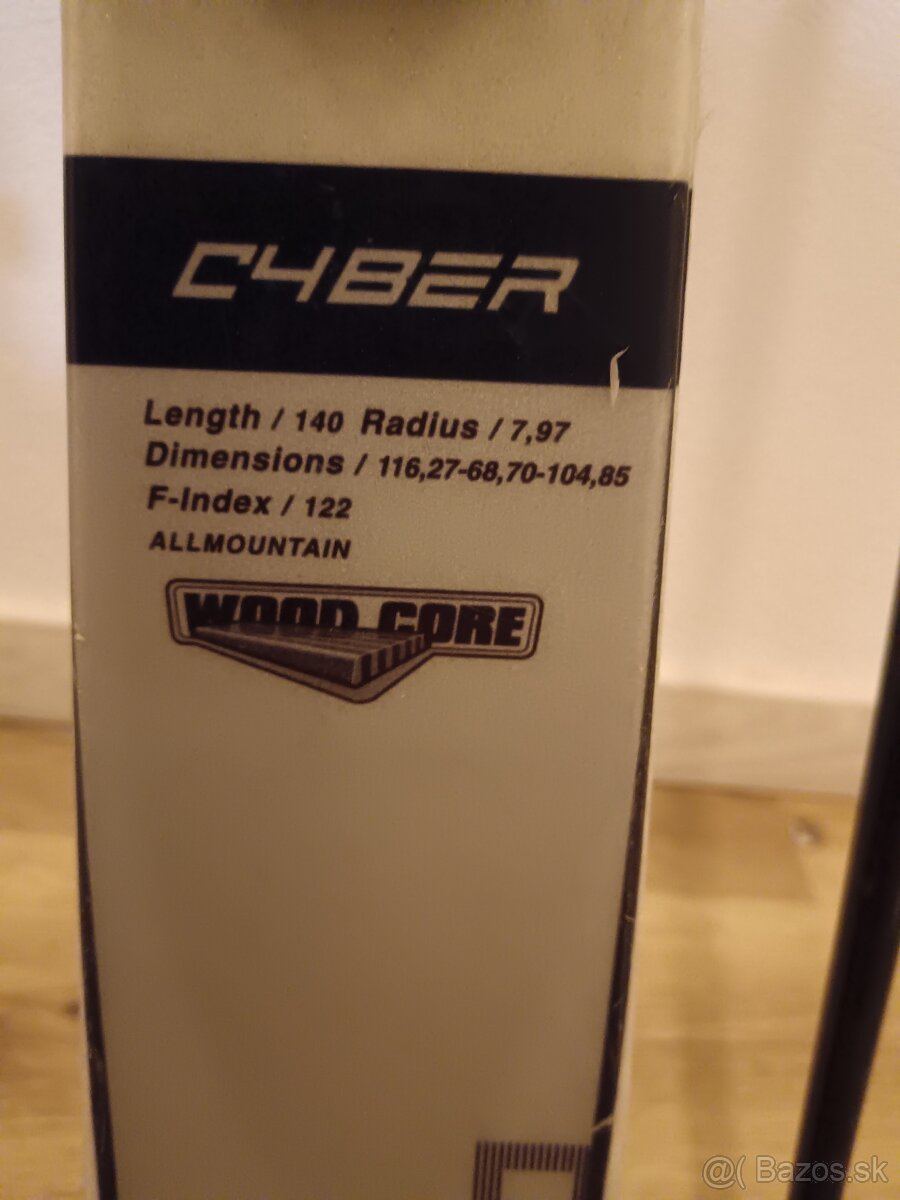 C4BER
Length / 140 Radius / 7,97
Dimensions / 116,27-68,70-104,85
F-Index / 122
ALLMOUNTAIN
WOOD CORE
@( Bazos.sk